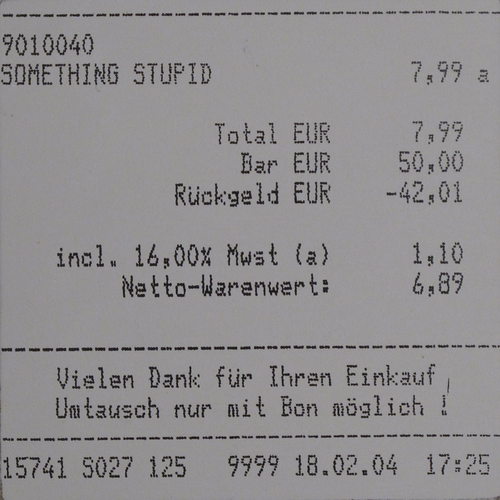 9010040
SOMETHING STUPID 7,99 a
Total EUR 7,99
Bar EUR 50,00
Rückgeld EUR -42,01
incl. 16,00% Mwst (a) 1,10
Netto-Warenwert: 6,89
Vielen Dank für Ihren Einkauf
Umtausch nur mit Bon möglich !
15741 S027 125 9999 18.02.04 17:25